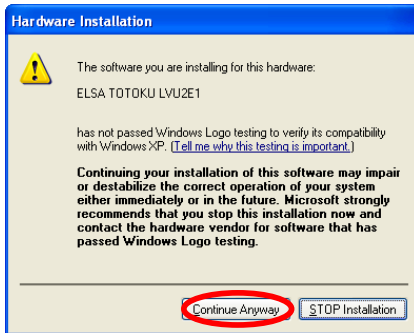 Hardware Installation
The software you are installing for this hardware:
ELSA TOTOKU LVU2E1
has not passed Windows Logo testing to verify its compatibility
with Windows XP. (Tell me why this testing is important.)
Continuing your installation of this software may impair
or destabilize the correct operation of your system
either immediately or in the future. Microsoft strongly
recommends that you stop this installation now and
contact the hardware vendor for software that has
passed Windows Logo testing.
Continue Anyway
STOP Installation